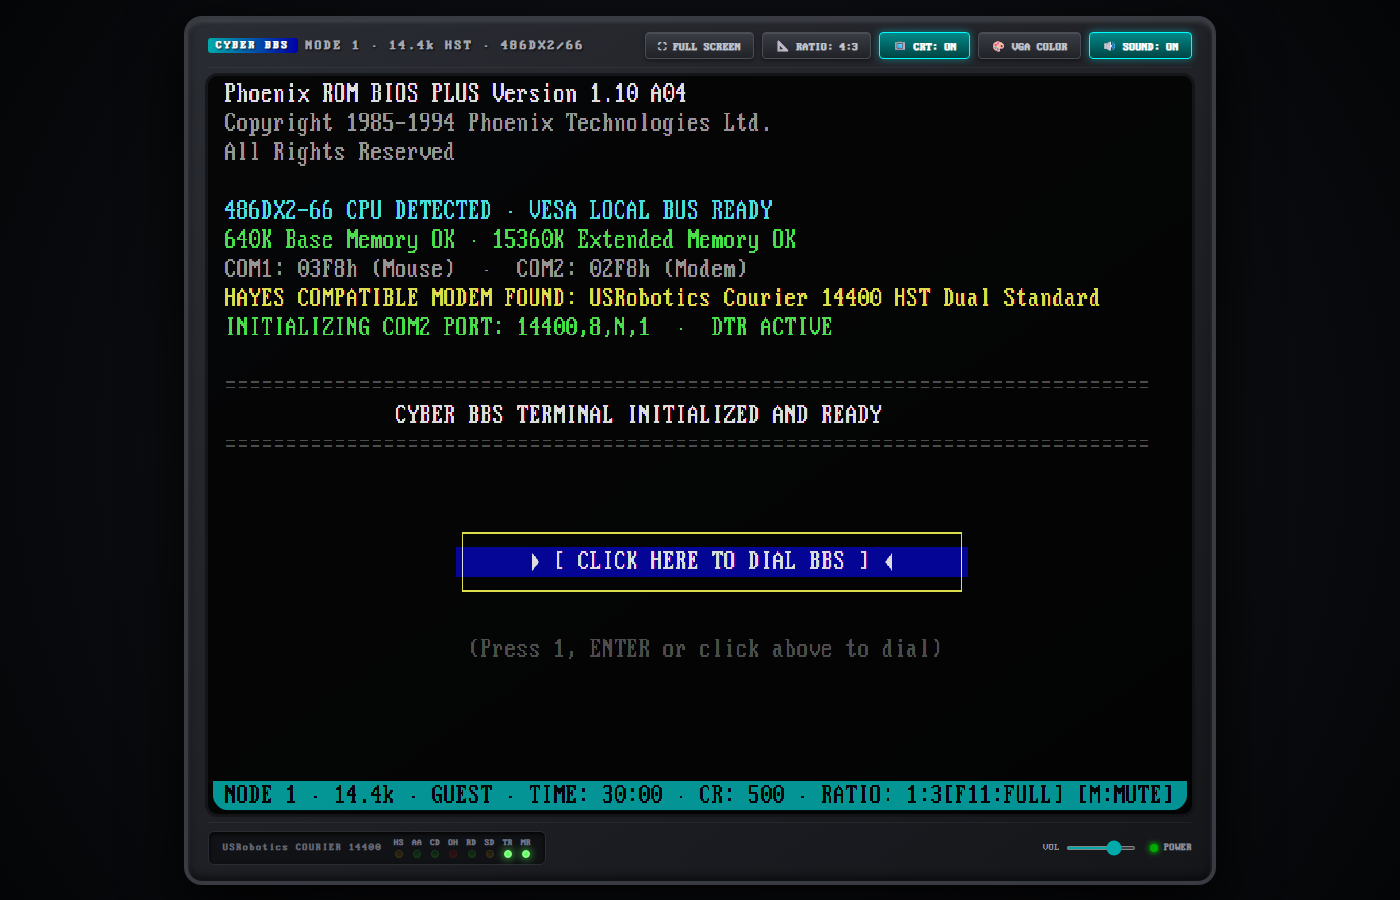 CYBER BBS NODE 1 · 14.4k HST · 486DX2/66
FULL SCREEN
RATIO: 4:3
CRT: ON
VGA COLOR
SOUND: ON
Phoenix ROM BIOS PLUS Version 1.10 A04
Copyright 1985-1994 Phoenix Technologies Ltd.
All Rights Reserved
486DX2-66 CPU DETECTED · VESA LOCAL BUS READY
640K Base Memory OK · 15360K Extended Memory OK
COM1: 03F8h (Mouse) · COM2: 02F8h (Modem)
HAYES COMPATIBLE MODEM FOUND: USRobotics Courier 14400 HST Dual Standard
INITIALIZING COM2 PORT: 14400,8,N,1 · DTR ACTIVE
============================================================================
CYBER BBS TERMINAL INITIALIZED AND READY
============================================================================
► [ CLICK HERE TO DIAL BBS ] ◄
(Press 1, ENTER or click above to dial)
NODE 1 · 14.4k · GUEST · TIME: 30:00 · CR: 500 · RATIO: 1:3[F11:FULL] [M:MUTE]
USRobotics COURIER 14400
HS AA CD OH RD SD TR MR
VOL
POWER